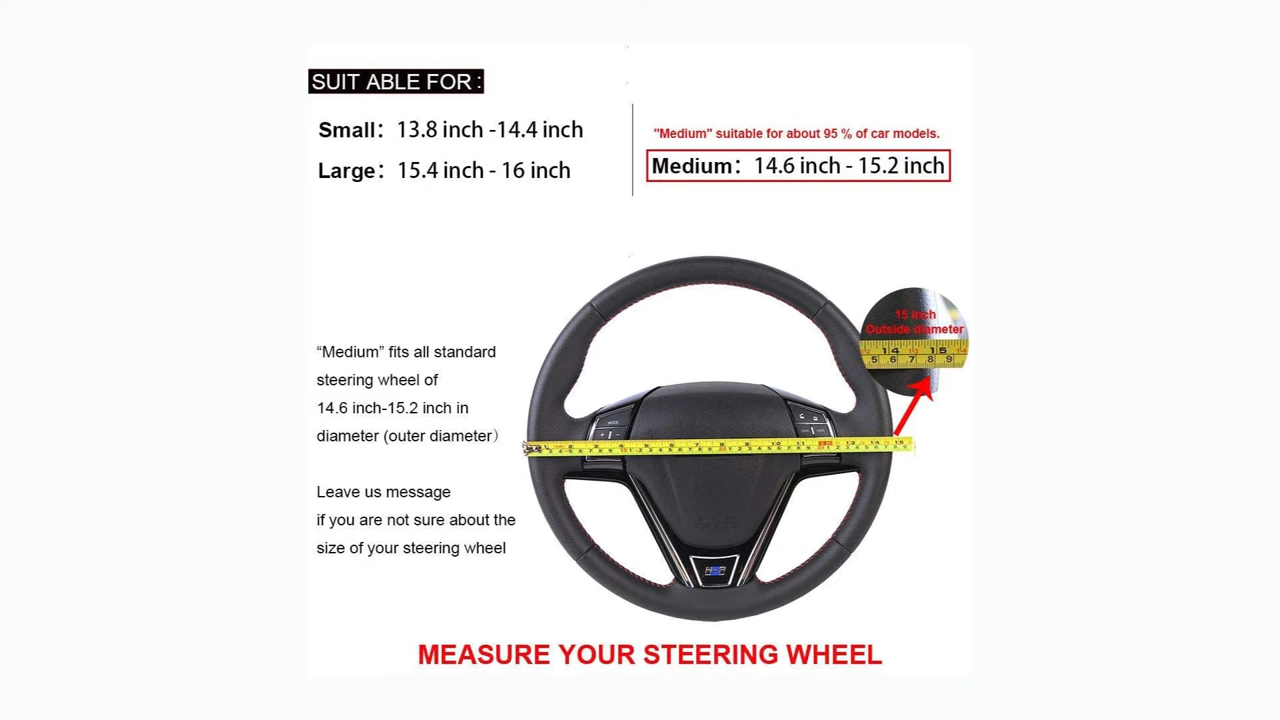 SUIT ABLE FOR :
Small: 13.8 inch -14.4 inch
Large: 15.4 inch - 16 inch
"Medium" suitable for about 95 % of car models.
Medium: 14.6 inch - 15.2 inch
15 inch
Outside diameter
“Medium” fits all standard
steering wheel of
14.6 inch-15.2 inch in
diameter (outer diameter）
Leave us message
if you are not sure about the
size of your steering wheel
MEASURE YOUR STEERING WHEEL